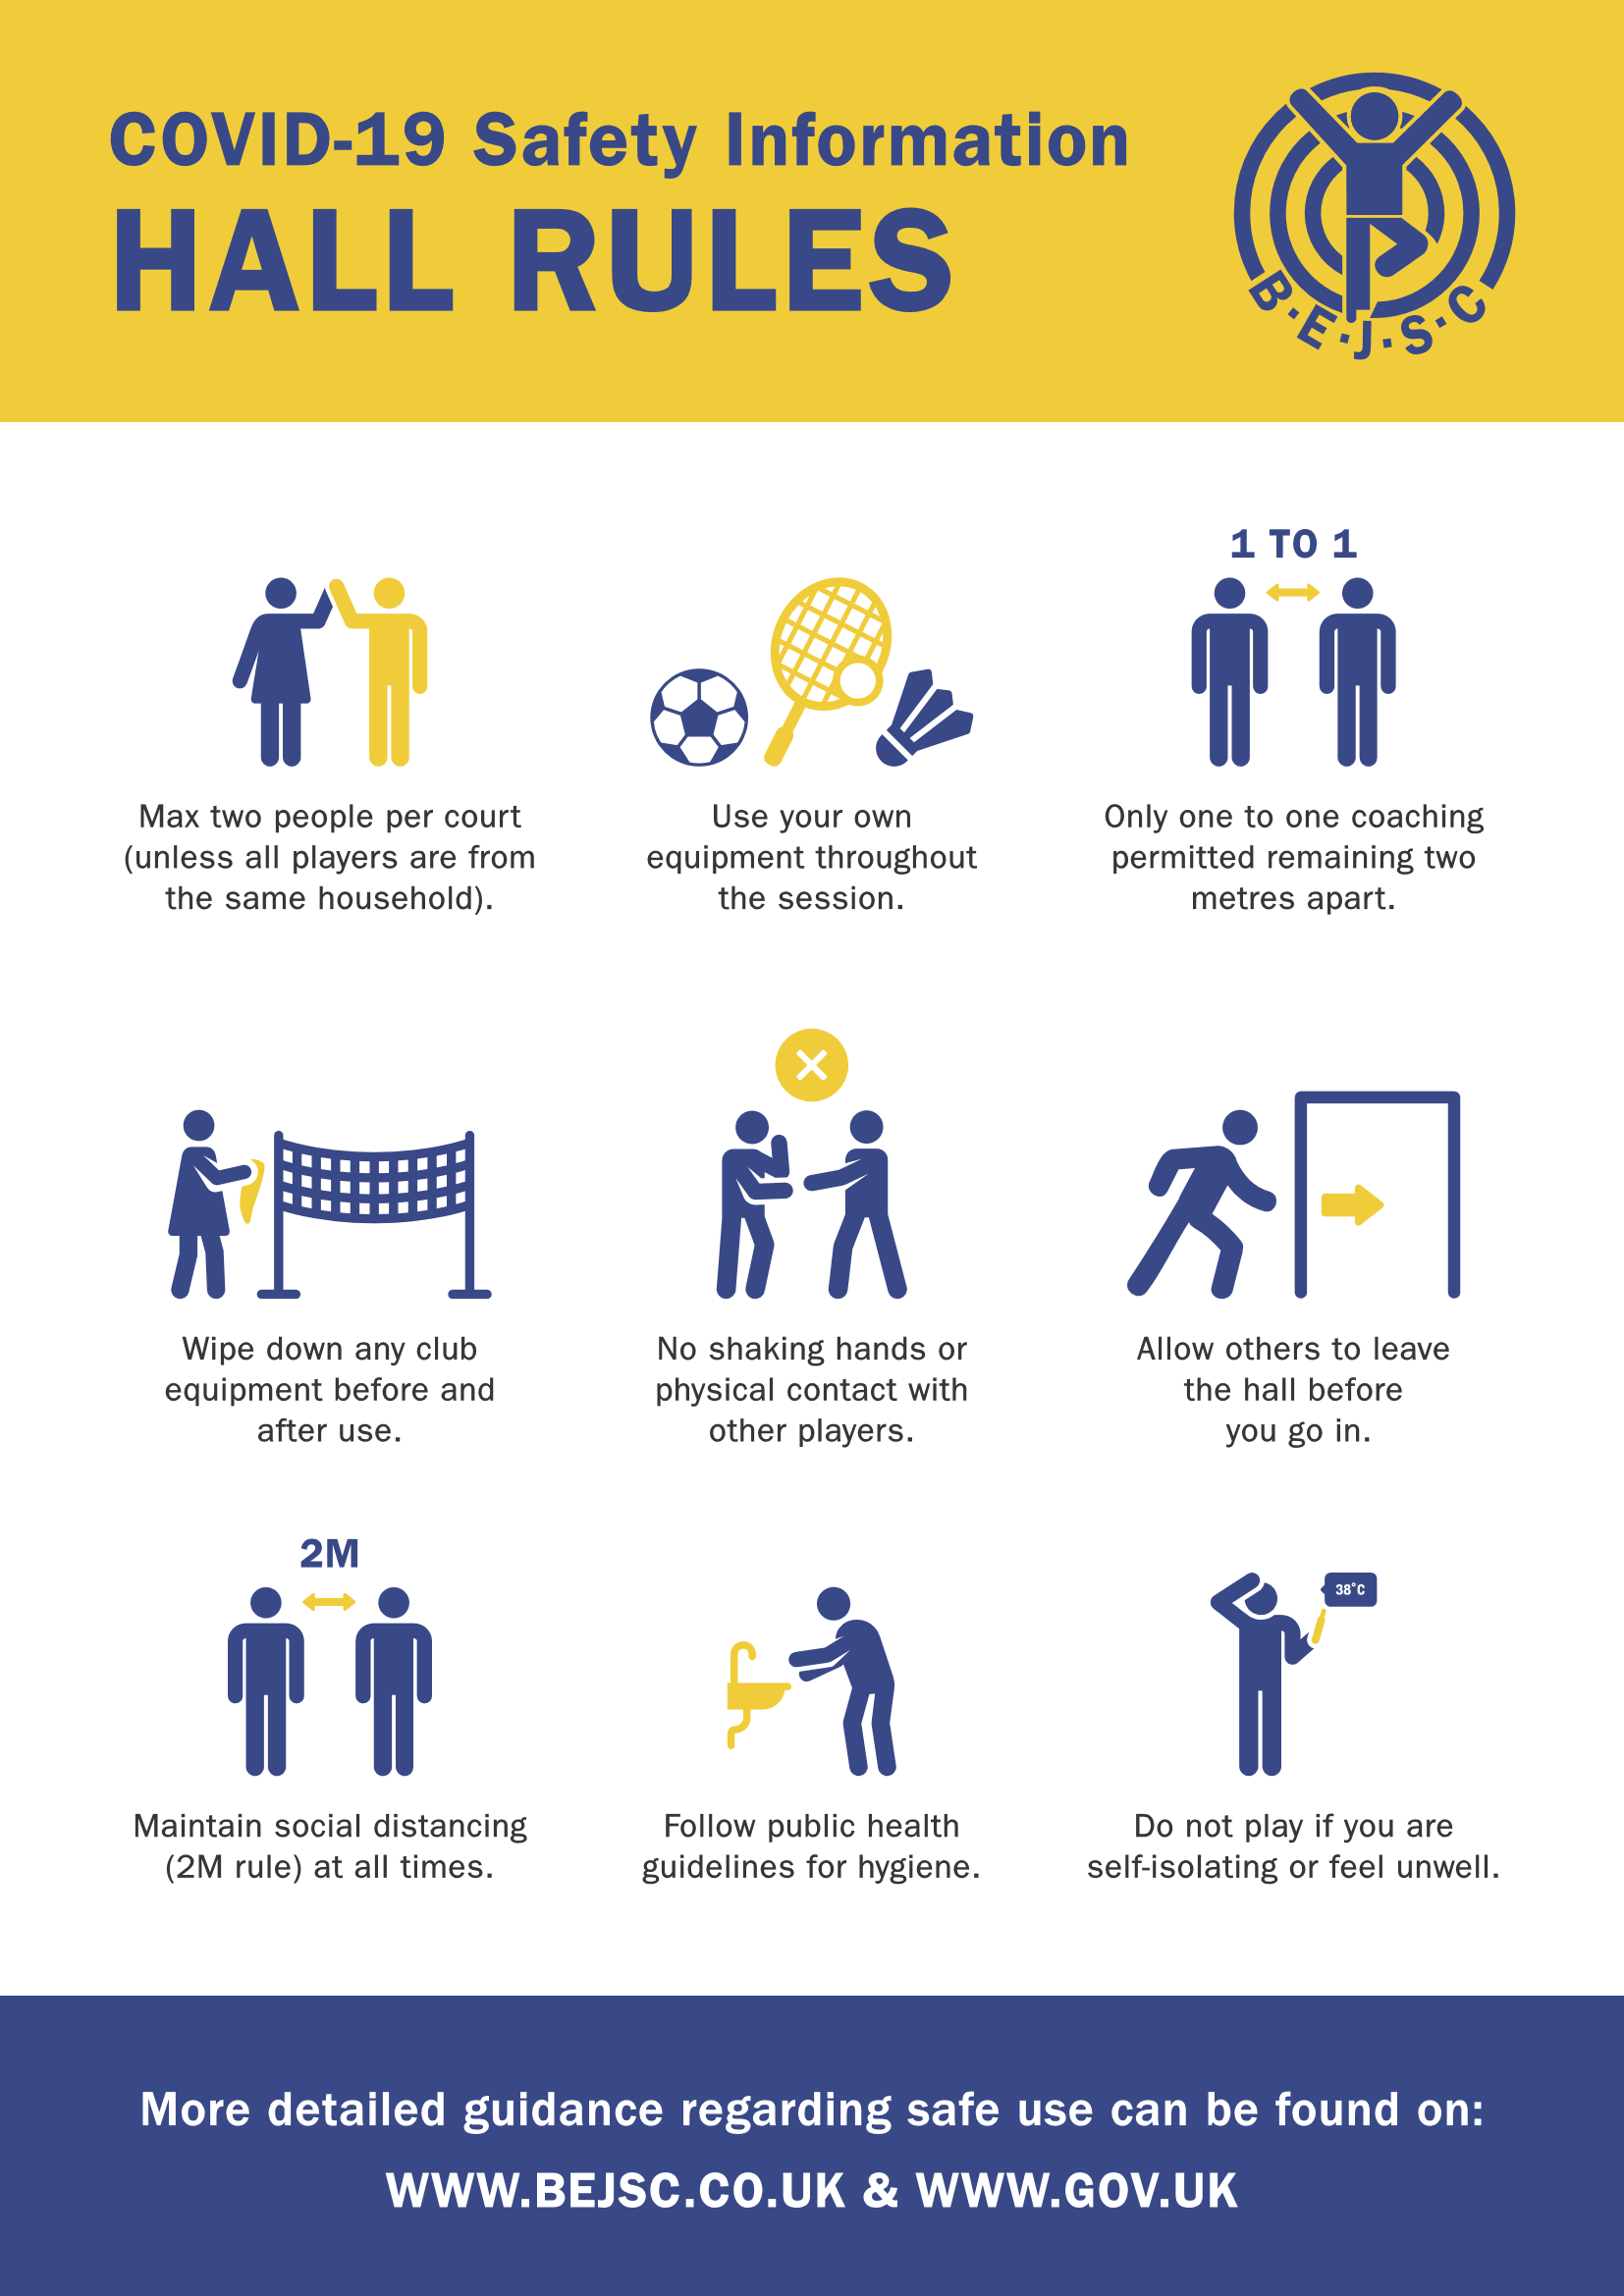 COVID-19 Safety Information
HALL RULES
B·E·J·S·C
Max two people per court
(unless all players are from
the same household).
Use your own
equipment throughout
the session.
1 TO 1
Only one to one coaching
permitted remaining two
metres apart.
Wipe down any club
equipment before and
after use.
No shaking hands or
physical contact with
other players.
Allow others to leave
the hall before
you go in.
2M
Maintain social distancing
(2M rule) at all times.
Follow public health
guidelines for hygiene.
38°C
Do not play if you are
self-isolating or feel unwell.
More detailed guidance regarding safe use can be found on:
WWW.BEJSC.CO.UK & WWW.GOV.UK